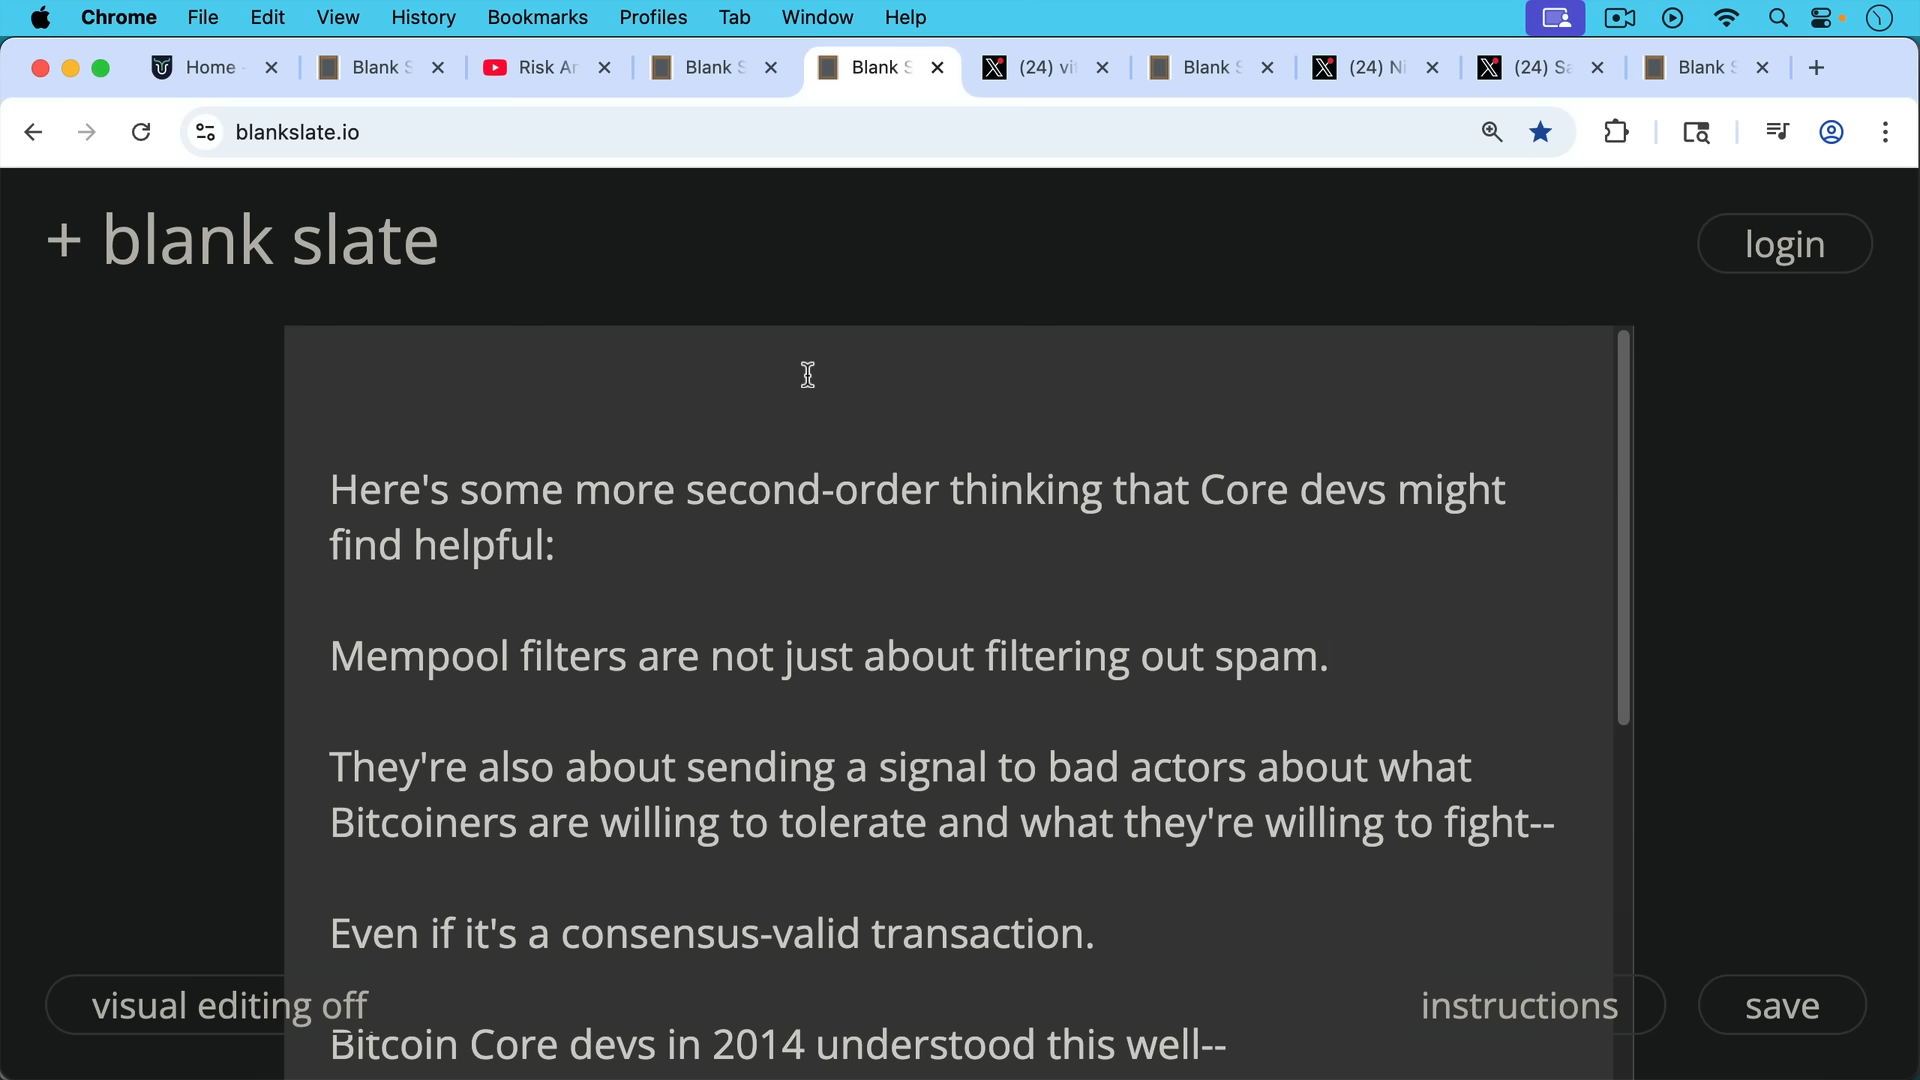 Chrome File Edit View History Bookmarks Profiles Tab Window Help
Home Blank S Risk Ar Blank S Blank S (24) vi Blank S (24) Ni (24) Sa Blank S
blankslate.io
+ blank slate
login
Here's some more second-order thinking that Core devs might
find helpful:
Mempool filters are not just about filtering out spam.
They're also about sending a signal to bad actors about what
Bitcoiners are willing to tolerate and what they're willing to fight--
Even if it's a consensus-valid transaction.
visual editing off
instructions
save
Bitcoin Core devs in 2014 understood this well--